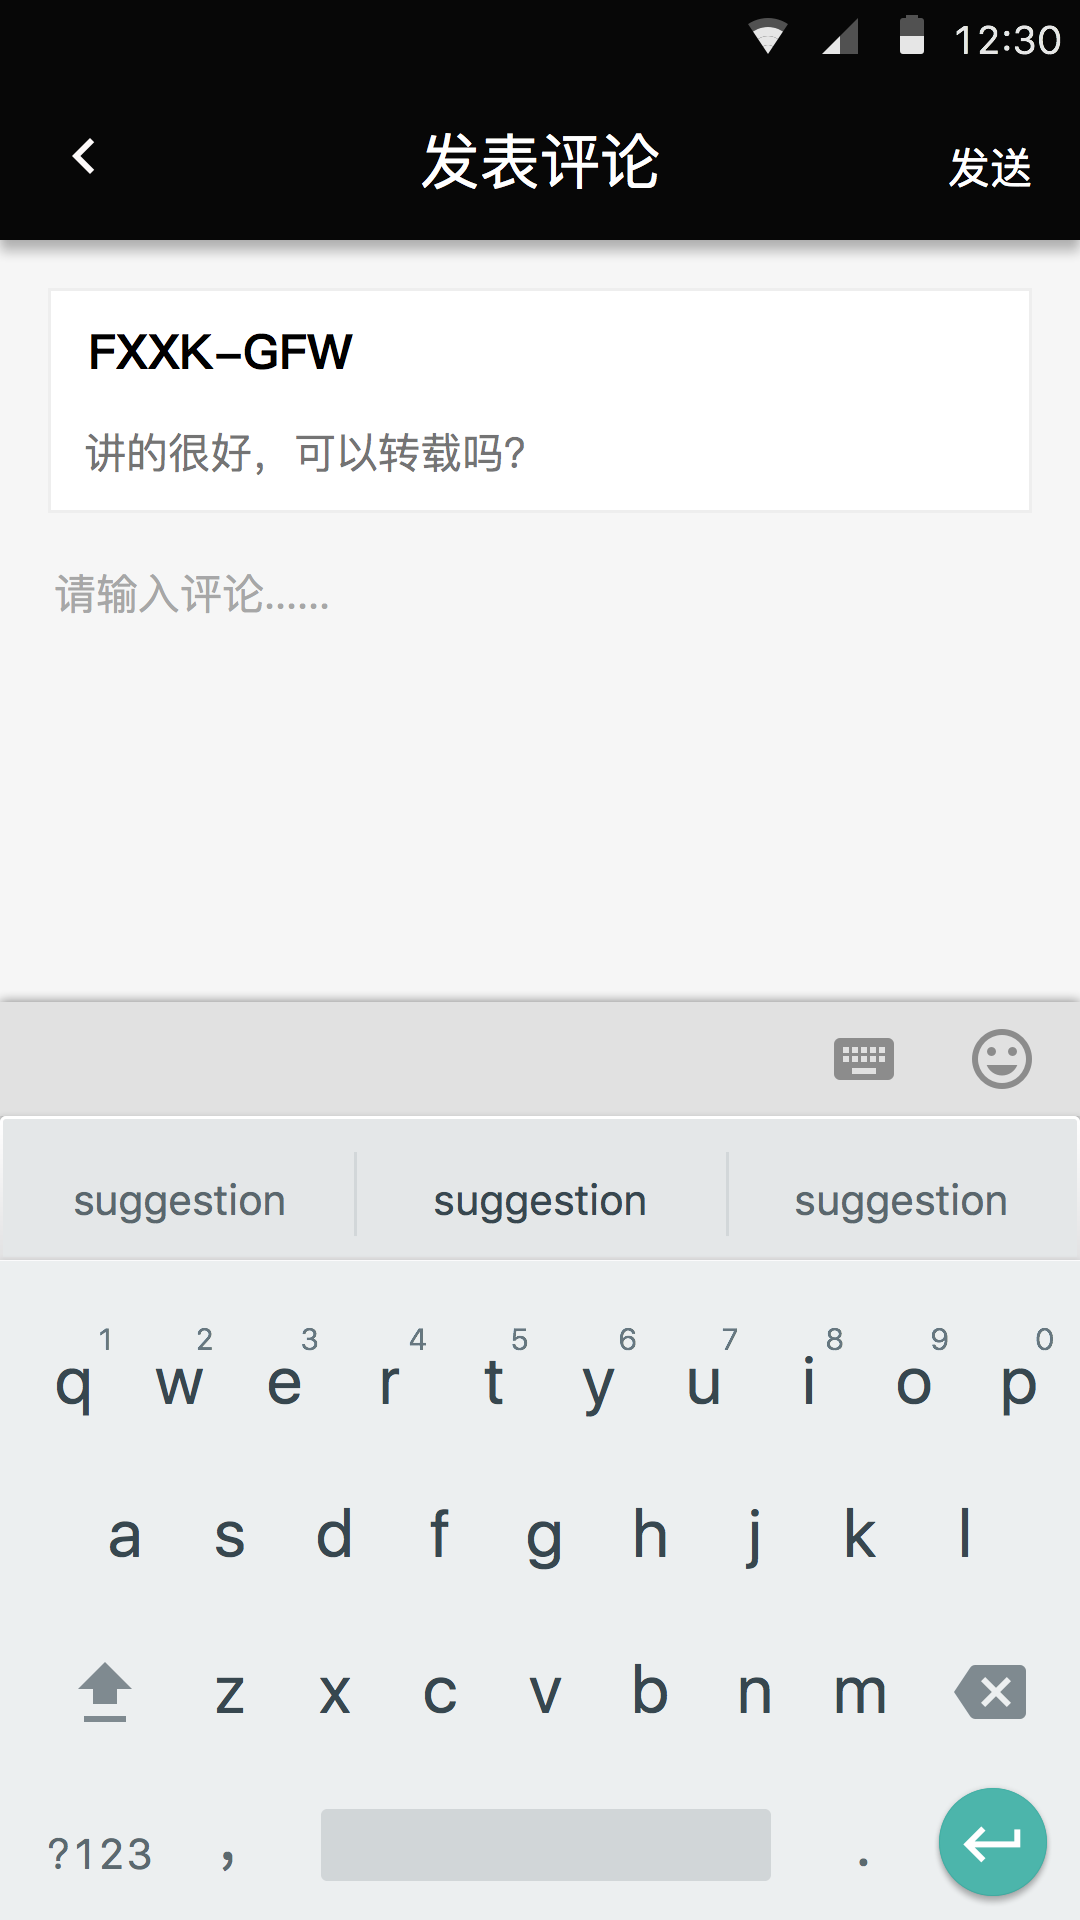 12:30
发表评论
发送
FXXK-GFW
讲的很好，可以转载吗?
请输入评论......
suggestion suggestion suggestion
1 2 3 4 5 6 7 8 9 0
q w e r t y u i o p
a s d f g h j k l
z x c v b n m
?123 , .